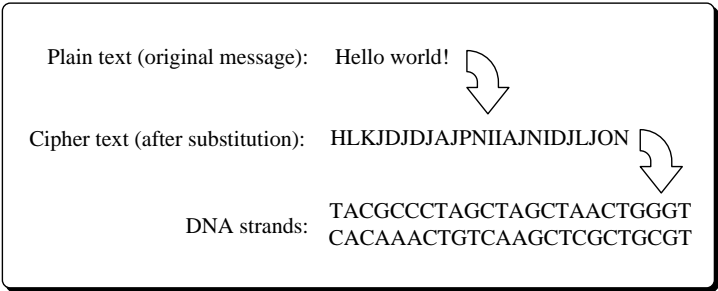 Plain text (original message): Hello world!
Cipher text (after substitution): HLKJDJDJAJPNIIAJNIDJLJON
DNA strands: TACGCCCTAGCTAGCTAACTGGGT
CACAAACTGTCAAGCTCGCTGCGT